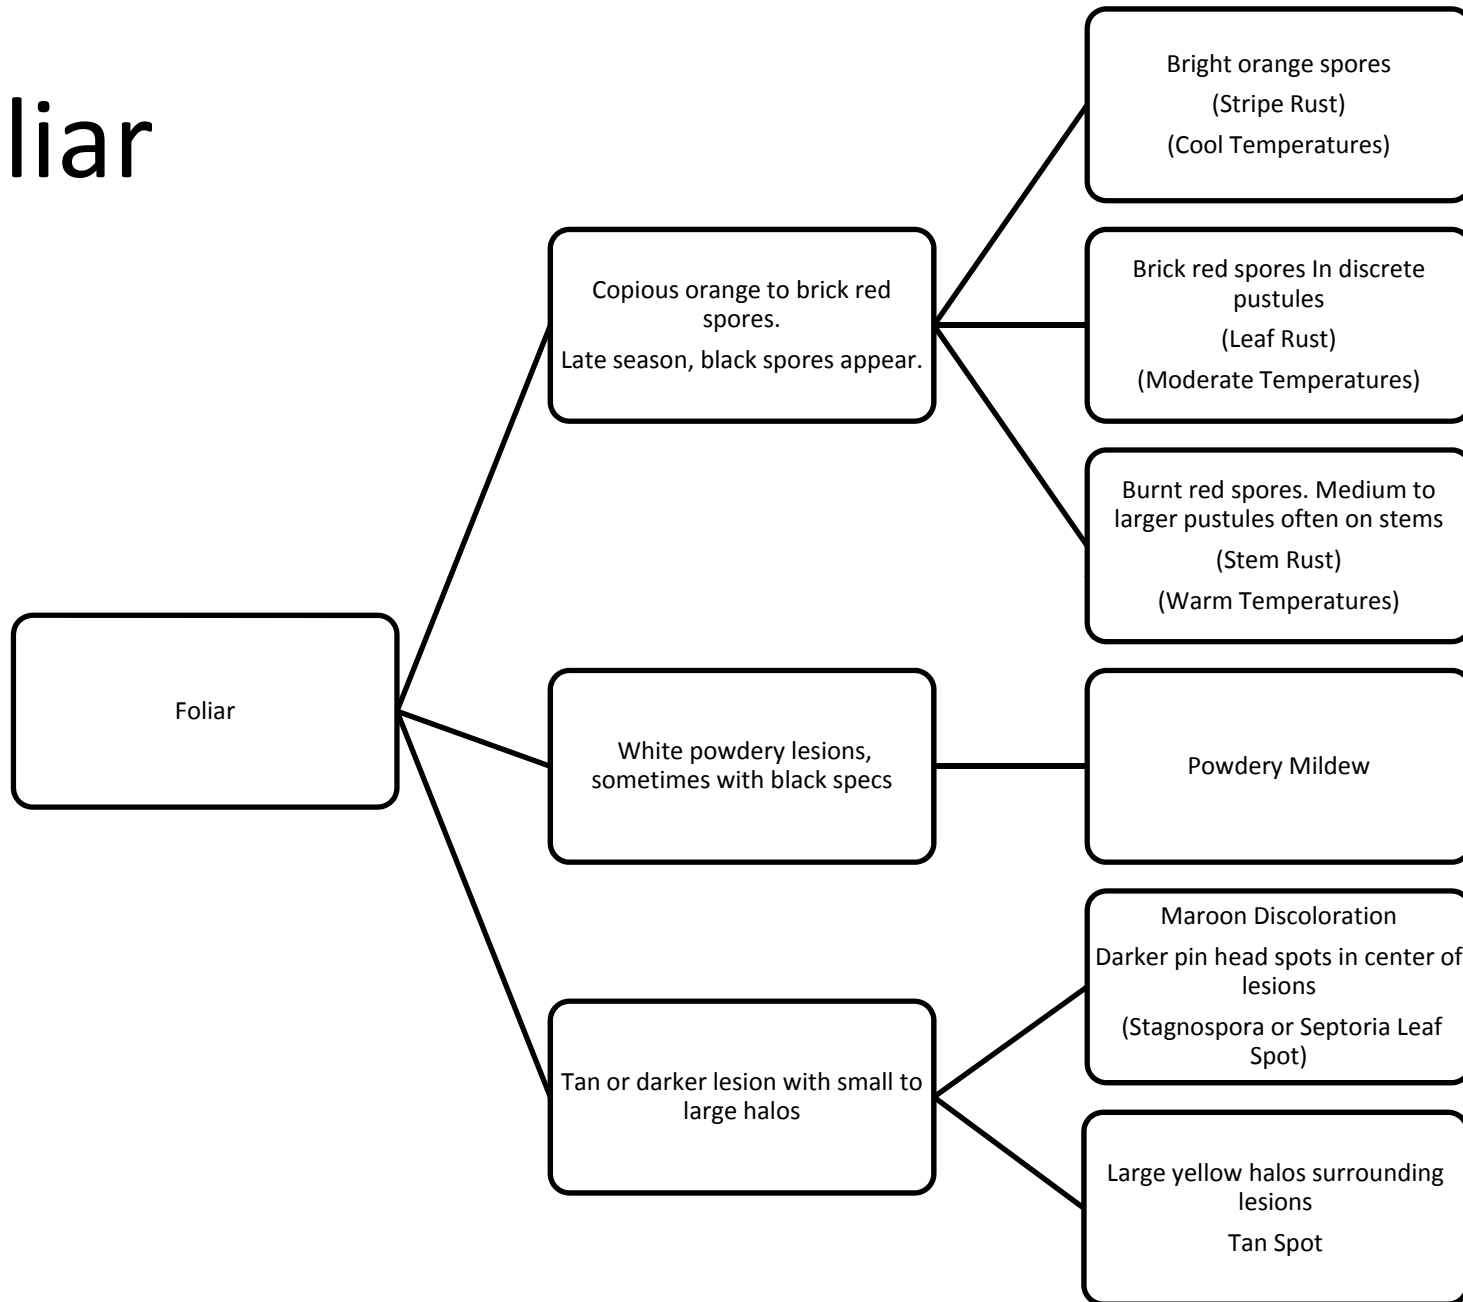 liar
Bright orange spores
(Stripe Rust)
(Cool Temperatures)
Copious orange to brick red
spores.
Late season, black spores appear.
Brick red spores In discrete
pustules
(Leaf Rust)
(Moderate Temperatures)
Burnt red spores. Medium to
larger pustules often on stems
(Stem Rust)
(Warm Temperatures)
Foliar
White powdery lesions,
sometimes with black specs
Powdery Mildew
Tan or darker lesion with small to
large halos
Maroon Discoloration
Darker pin head spots in center of
lesions
(Stagnospora or Septoria Leaf
Spot)
Large yellow halos surrounding
lesions
Tan Spot